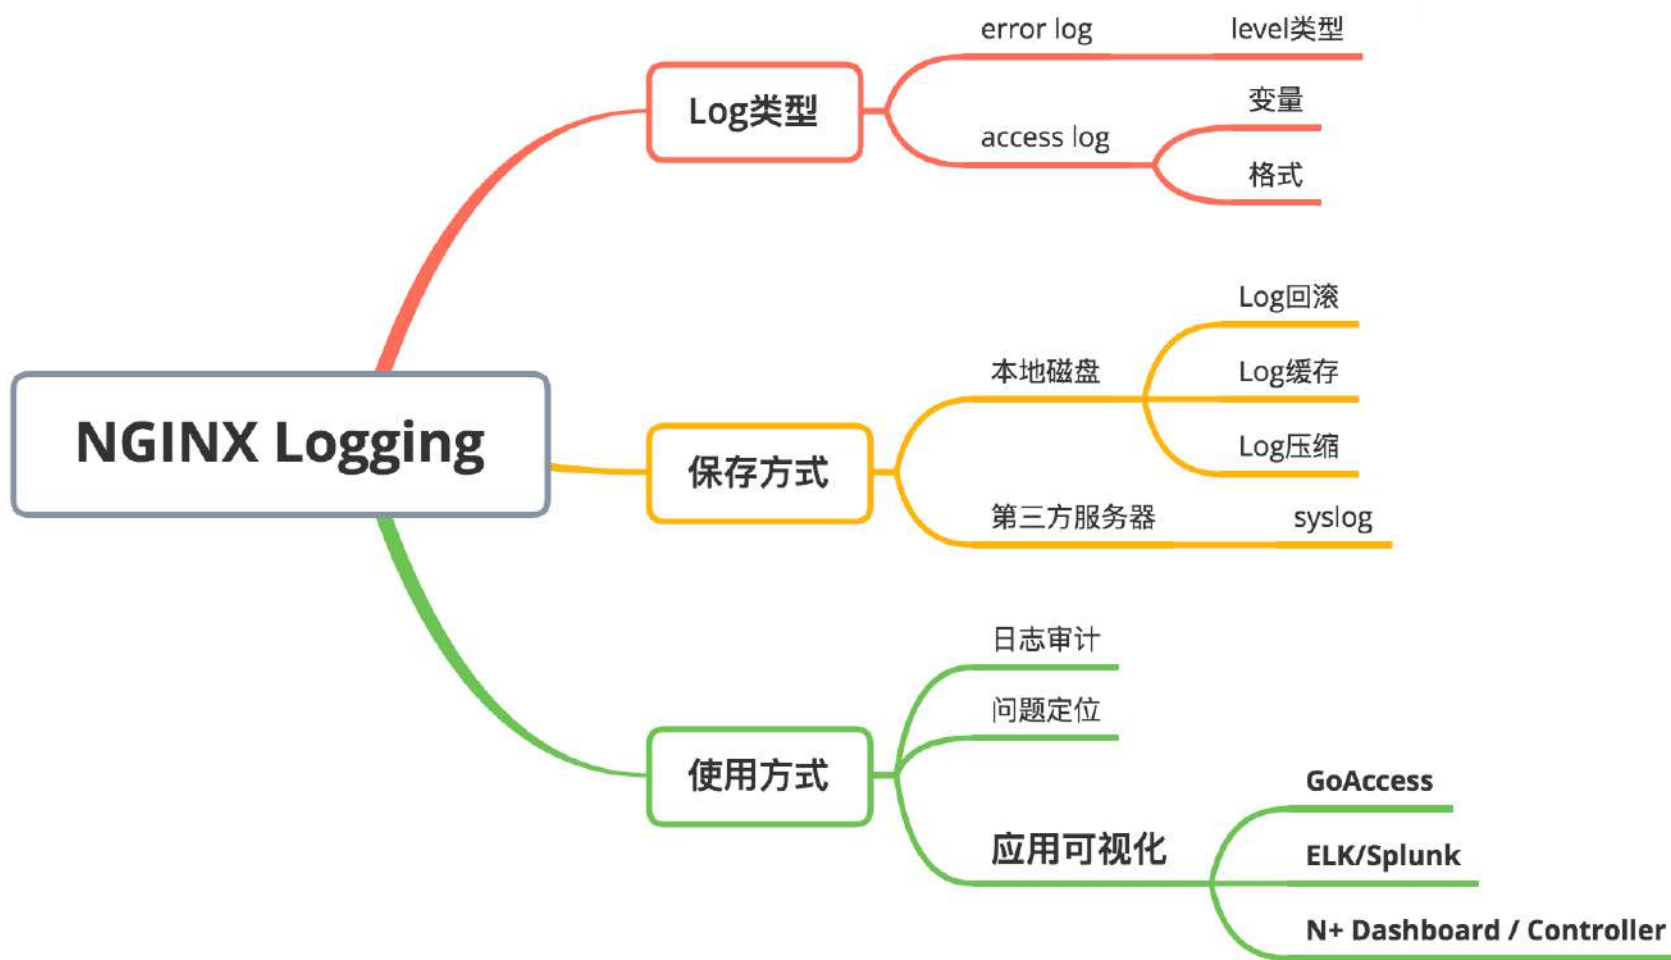 NGINX Logging
Log类型
error log
level类型
access log
变量
格式
保存方式
本地磁盘
Log回滚
Log缓存
Log压缩
第三方服务器
syslog
使用方式
日志审计
问题定位
应用可视化
GoAccess
ELK/Splunk
N+ Dashboard / Controller